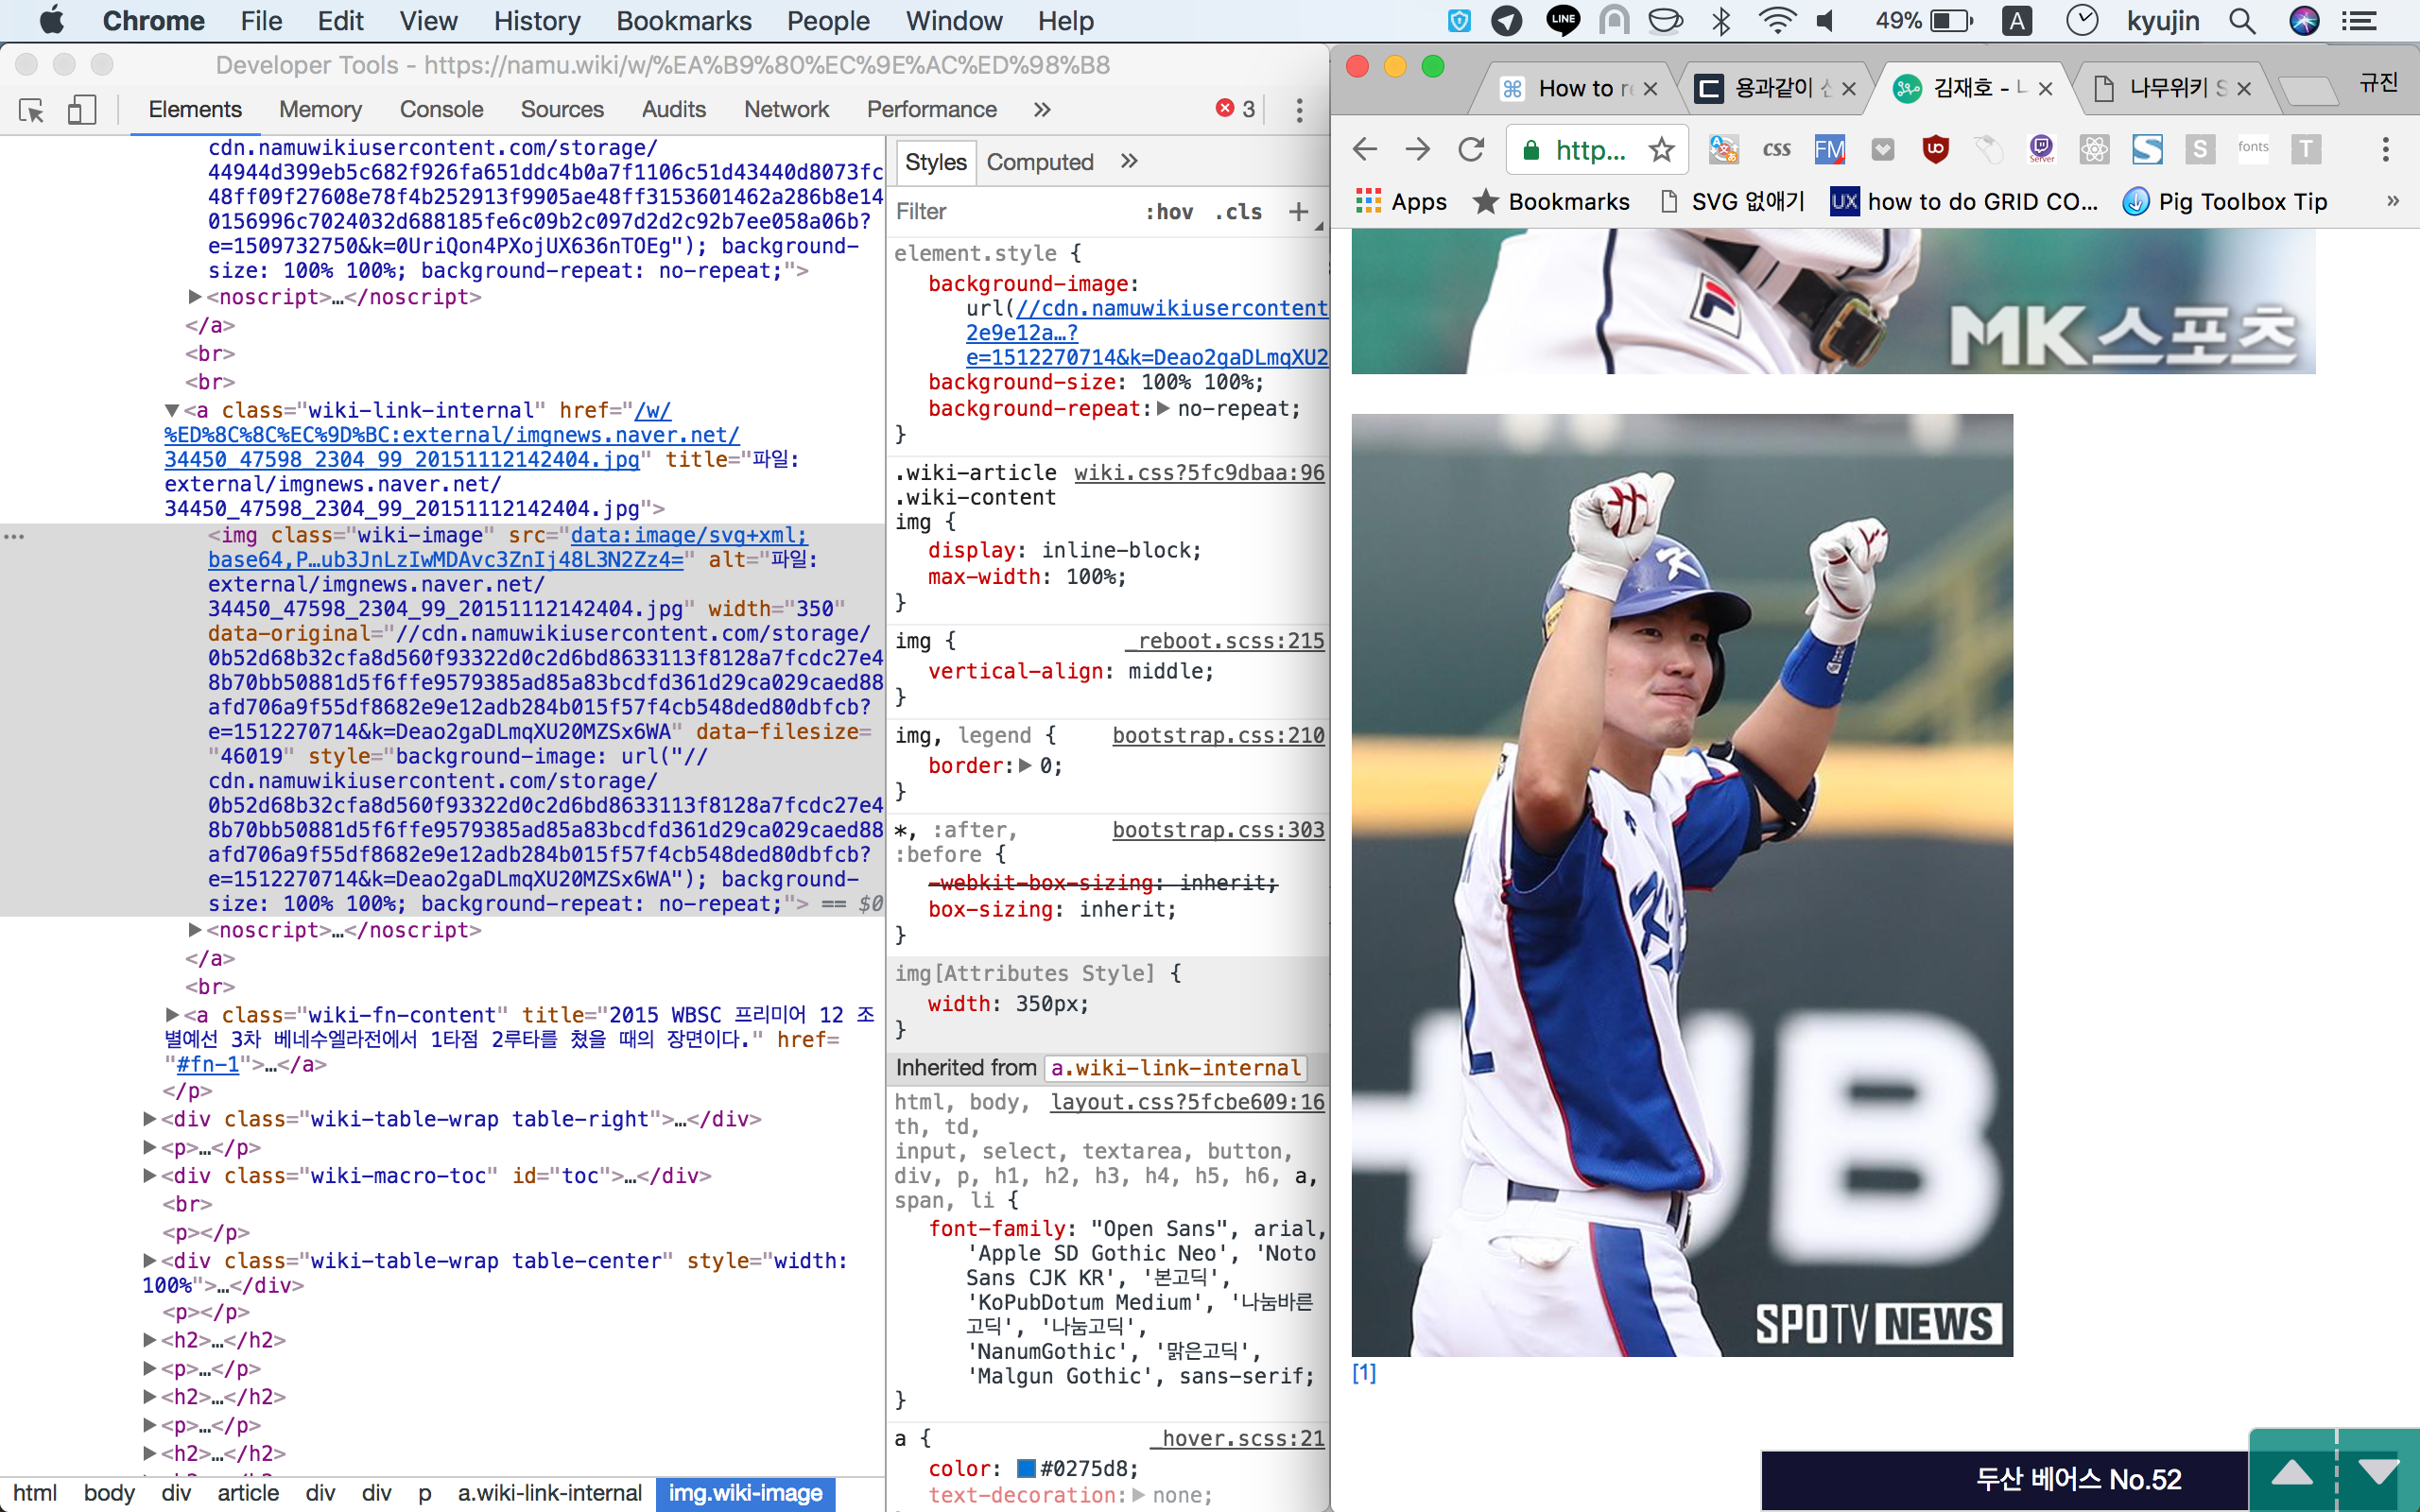 Chrome File Edit View History Bookmarks People Window Help
LINE 49% A kyujin
Developer Tools - https://namu.wiki/w/%EA%B9%80%EC%9E%AC%ED%98%B8
Elements Memory Console Sources Audits Network Performance » 3
cdn.namuwikiusercontent.com/storage/
44944d399eb5c682f926fa651ddc4b0a7f1106c51d43440d8073fc
48ff09f27608e78f4b252913f9905ae48ff3153601462a286b8e14
0156996c7024032d688185fe6c09b2c097d2d2c92b7ee058a06b?
e=1509732750&k=0UriQon4PXojUX636nTOEg"); background-
size: 100% 100%; background-repeat: no-repeat;">
▶<noscript>…</noscript>
</a>
<br>
<br>
▼<a class="wiki-link-internal" href="/w/
%ED%8C%8C%EC%9D%BC:external/imgnews.naver.net/
34450_47598_2304_99_20151112142404.jpg" title="파일:
external/imgnews.naver.net/
34450_47598_2304_99_20151112142404.jpg">
<img class="wiki-image" src="data:image/svg+xml;
base64,P…ub3JnLzIwMDAvc3ZnIj48L3N2Zz4=" alt="파일:
external/imgnews.naver.net/
34450_47598_2304_99_20151112142404.jpg" width="350"
data-original="//cdn.namuwikiusercontent.com/storage/
0b52d68b32cfa8d560f93322d0c2d6bd8633113f8128a7fcdc27e4
8b70bb50881d5f6ffe9579385ad85a83bcdfd361d29ca029caed88
afd706a9f55df8682e9e12adb284b015f57f4cb548ded80dbfcb?
e=1512270714&k=Deao2gaDLmqXU20MZSx6WA" data-filesize=
"46019" style="background-image: url("//
cdn.namuwikiusercontent.com/storage/
0b52d68b32cfa8d560f93322d0c2d6bd8633113f8128a7fcdc27e4
8b70bb50881d5f6ffe9579385ad85a83bcdfd361d29ca029caed88
afd706a9f55df8682e9e12adb284b015f57f4cb548ded80dbfcb?
e=1512270714&k=Deao2gaDLmqXU20MZSx6WA"); background-
size: 100% 100%; background-repeat: no-repeat;"> == $0
▶<noscript>…</noscript>
</a>
<br>
▶<a class="wiki-fn-content" title="2015 WBSC 프리미어 12 조
별예선 3차 베네수엘라전에서 1타점 2루타를 쳤을 때의 장면이다." href=
"#fn-1">…</a>
</p>
▶<div class="wiki-table-wrap table-right">…</div>
▶<p>…</p>
▶<div class="wiki-macro-toc" id="toc">…</div>
<br>
<p></p>
▶<div class="wiki-table-wrap table-center" style="width:
100%">…</div>
<p></p>
▶<h2>…</h2>
▶<p>…</p>
▶<h2>…</h2>
▶<p>…</p>
▶<h2>…</h2>
html body div article div div p a.wiki-link-internal img.wiki-image
Styles Computed »
Filter :hov .cls +
element.style {
background-image:
url(//cdn.namuwikiusercontent
2e9e12a…?
e=1512270714&k=Deao2gaDLmqXU2
background-size: 100% 100%;
background-repeat:▶ no-repeat;
}
.wiki-article wiki.css?5fc9dbaa:96
.wiki-content
img {
display: inline-block;
max-width: 100%;
}
img { _reboot.scss:215
vertical-align: middle;
}
img, legend { bootstrap.css:210
border:▶ 0;
}
*, :after, bootstrap.css:303
:before {
-webkit-box-sizing: inherit;
box-sizing: inherit;
}
img[Attributes Style] {
width: 350px;
}
Inherited from a.wiki-link-internal
html, body, layout.css?5fcbe609:16
th, td,
input, select, textarea, button,
div, p, h1, h2, h3, h4, h5, h6, a,
span, li {
font-family: "Open Sans", arial,
'Apple SD Gothic Neo', 'Noto
Sans CJK KR', '본고딕',
'KoPubDotum Medium', '나눔바른
고딕', '나눔고딕',
'NanumGothic', '맑은고딕',
'Malgun Gothic', sans-serif;
}
a { _hover.scss:21
color: #0275d8;
text-decoration:▶ none;
How to 용과같이 김재호 - 나무위키 S 규진
http... css FM Server S S fonts T
Apps Bookmarks SVG 없애기 UX how to do GRID CO... Pig Toolbox Tip »
MK스포츠
K
HUB
SPOTV NEWS
[1]
두산 베어스 No.52